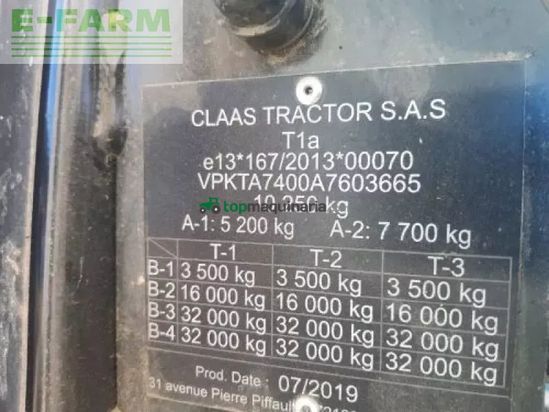 E-FARM
CLAAS TRACTOR S.A.S
T1a
e13*167/2013*00070
VPKTA7400A7603665
kg
topmaquinaria
A-1: 5 200 kg A-2: 7 700 kg
T-1 T-2 T-3
B-1 3 500 kg 3 500 kg 3 500 kg
B-2 16 000 kg 16 000 kg 16 000 kg
B-3 32 000 kg 32 000 kg 32 000 kg
B-4 32 000 kg 32 000 kg 32 000 kg
Prod. Date : 07/2019
31 avenue Pierre Piffault